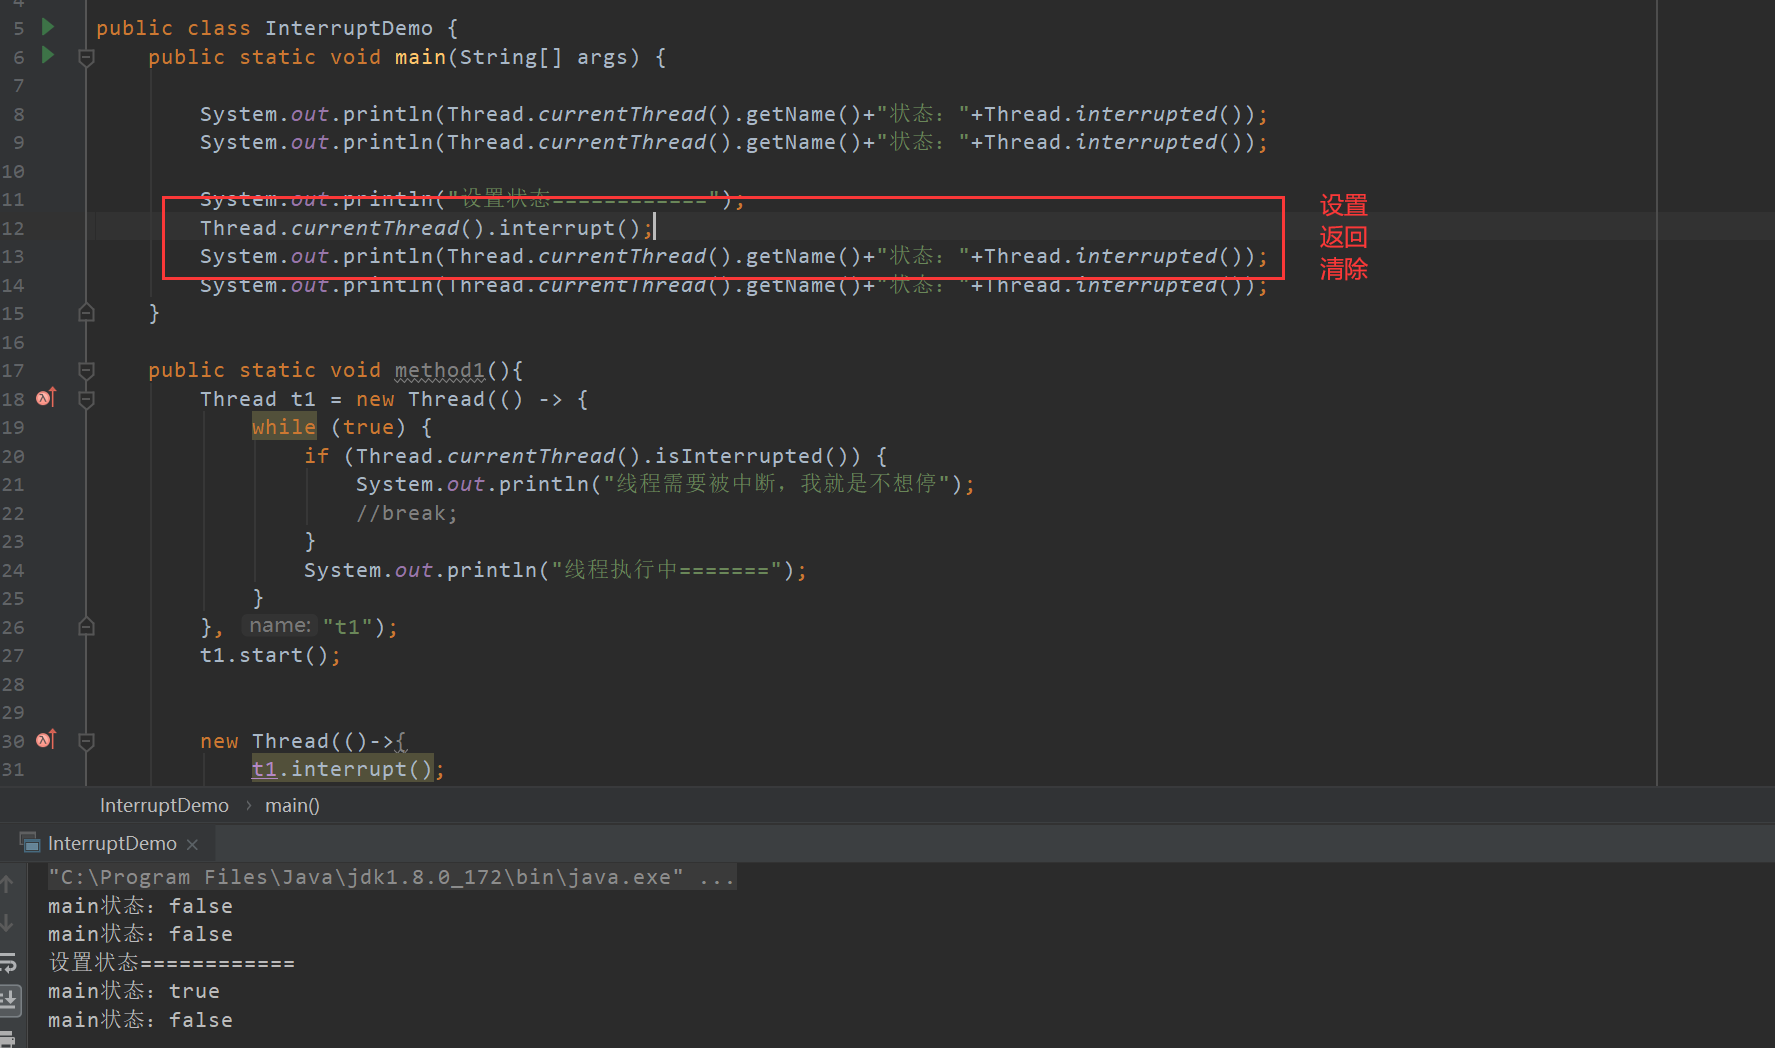 4
5 public class InterruptDemo {
6 public static void main(String[] args) {
7
8 System.out.println(Thread.currentThread().getName()+"状态："+Thread.interrupted());
9 System.out.println(Thread.currentThread().getName()+"状态："+Thread.interrupted());
10
11 System.out.println("设置状态============");
12 Thread.currentThread().interrupt();
13 System.out.println(Thread.currentThread().getName()+"状态："+Thread.interrupted());
14 System.out.println(Thread.currentThread().getName()+"状态："+Thread.interrupted());
15 }
16
17 public static void method1(){
18 Thread t1 = new Thread(() -> {
19 while (true) {
20 if (Thread.currentThread().isInterrupted()) {
21 System.out.println("线程需要被中断，我就是不想停");
22 //break;
23 }
24 System.out.println("线程执行中=======");
25 }
26 }, name: "t1");
27 t1.start();
28
29
30 new Thread(()->{
31 t1.interrupt();
设置
返回
清除
InterruptDemo › main()
InterruptDemo ×
"C:\Program Files\Java\jdk1.8.0_172\bin\java.exe" ...
main状态：false
main状态：false
设置状态============
main状态：true
main状态：false